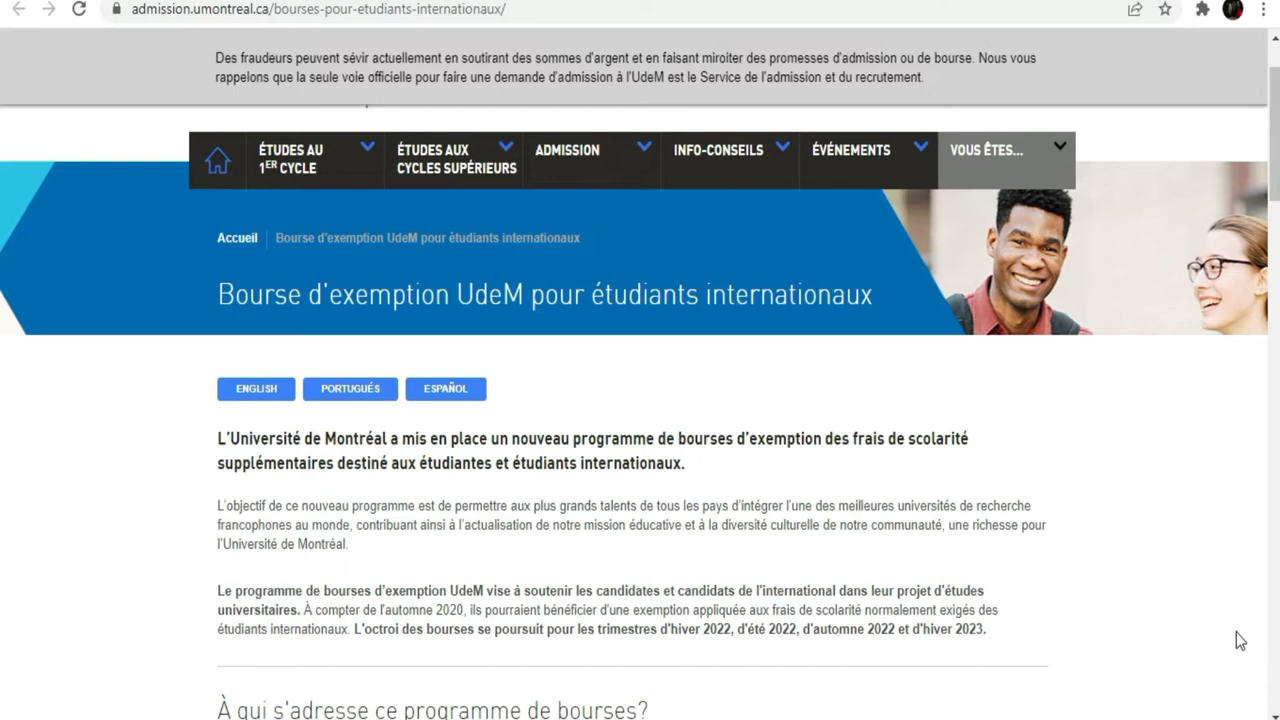 admission.umontreal.ca/bourses-pour-etudiants-internationaux/
Des fraudeurs peuvent sévir actuellement en soutirant des sommes d'argent et en faisant miroiter des promesses d'admission ou de bourse. Nous vous
rappelons que la seule voie officielle pour faire une demande d'admission à l'UdeM est le Service de l'admission et du recrutement.
ÉTUDES AU
1ER CYCLE
ÉTUDES AUX
CYCLES SUPÉRIEURS
ADMISSION
INFO-CONSEILS
ÉVÉNEMENTS
VOUS ÊTES...
Accueil
Bourse d'exemption UdeM pour étudiants internationaux
Bourse d'exemption UdeM pour étudiants internationaux
ENGLISH
PORTUGUÉS
ESPAÑOL
L'Université de Montréal a mis en place un nouveau programme de bourses d'exemption des frais de scolarité
supplémentaires destiné aux étudiantes et étudiants internationaux.
L'objectif de ce nouveau programme est de permettre aux plus grands talents de tous les pays d'intégrer l'une des meilleures universités de recherche
francophones au monde, contribuant ainsi à l'actualisation de notre mission éducative et à la diversité culturelle de notre communauté, une richesse pour
l'Université de Montréal.
Le programme de bourses d'exemption UdeM vise à soutenir les candidates et candidats de l'international dans leur projet d'études
universitaires. À compter de l'automne 2020, ils pourraient bénéficier d'une exemption appliquée aux frais de scolarité normalement exigés des
étudiants internationaux. L'octroi des bourses se poursuit pour les trimestres d'hiver 2022, d'été 2022, d'automne 2022 et d'hiver 2023.
À qui s'adresse ce programme de bourses?